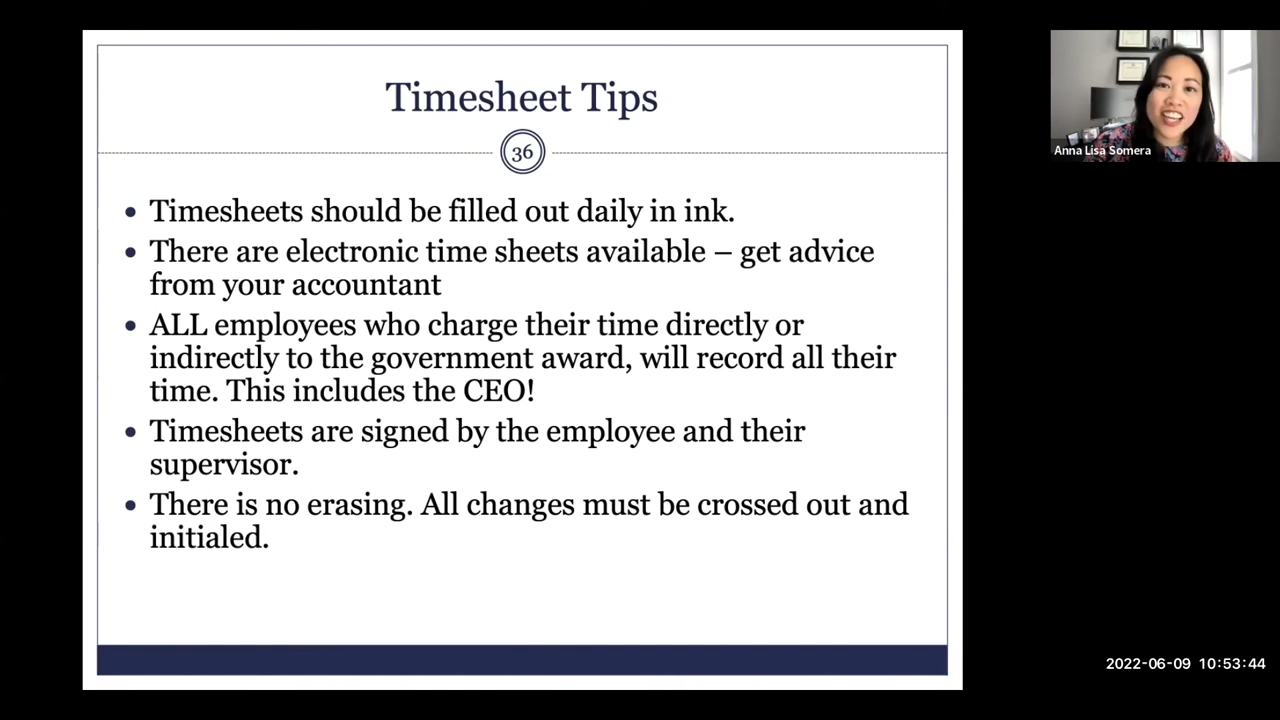 Timesheet Tips
36
• Timesheets should be filled out daily in ink.
• There are electronic time sheets available – get advice
from your accountant
• ALL employees who charge their time directly or
indirectly to the government award, will record all their
time. This includes the CEO!
• Timesheets are signed by the employee and their
supervisor.
• There is no erasing. All changes must be crossed out and
initialed.
Anna Lisa Somera
2022-06-09 10:53:44